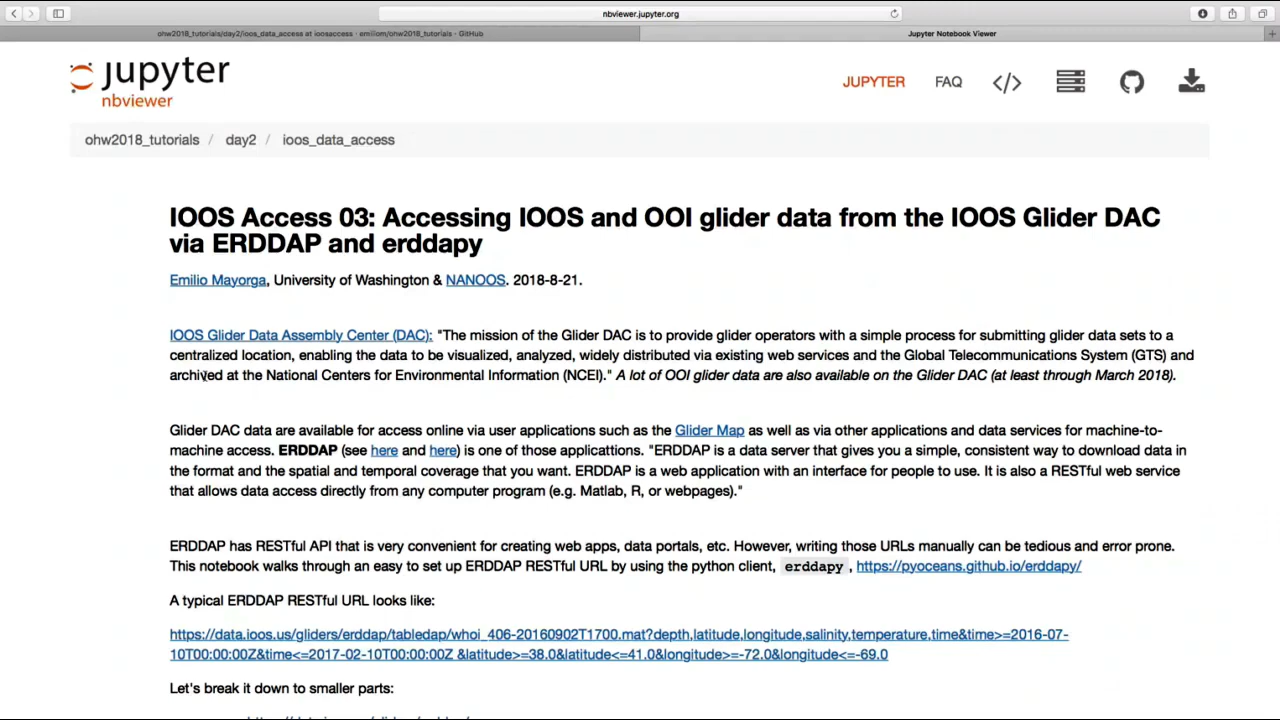 nbviewer.jupyter.org
ohw2018_tutorials/day2/ioos_data_access at ioosaccess · emiliom/ohw2018_tutorials · GitHub
Jupyter Notebook Viewer
jupyter
nbviewer
JUPYTER
FAQ
ohw2018_tutorials / day2 / ioos_data_access
IOOS Access 03: Accessing IOOS and OOI glider data from the IOOS Glider DAC
via ERDDAP and erddapy
Emilio Mayorga, University of Washington & NANOOS. 2018-8-21.
IOOS Glider Data Assembly Center (DAC): "The mission of the Glider DAC is to provide glider operators with a simple process for submitting glider data sets to a
centralized location, enabling the data to be visualized, analyzed, widely distributed via existing web services and the Global Telecommunications System (GTS) and
archived at the National Centers for Environmental Information (NCEI)." A lot of OOI glider data are also available on the Glider DAC (at least through March 2018).
Glider DAC data are available for access online via user applications such as the Glider Map as well as via other applications and data services for machine-to-
machine access. ERDDAP (see here and here) is one of those applications. "ERDDAP is a data server that gives you a simple, consistent way to download data in
the format and the spatial and temporal coverage that you want. ERDDAP is a web application with an interface for people to use. It is also a RESTful web service
that allows data access directly from any computer program (e.g. Matlab, R, or webpages)."
ERDDAP has RESTful API that is very convenient for creating web apps, data portals, etc. However, writing those URLs manually can be tedious and error prone.
This notebook walks through an easy to set up ERDDAP RESTful URL by using the python client, erddapy , https://pyoceans.github.io/erddapy/
A typical ERDDAP RESTful URL looks like:
https://data.ioos.us/gliders/erddap/tabledap/whoi_406-20160902T1700.mat?depth,latitude,longitude,salinity,temperature,time&time>=2016-07-
10T00:00:00Z&time<=2017-02-10T00:00:00Z &latitude>=38.0&latitude<=41.0&longitude>=-72.0&longitude<=-69.0
Let's break it down to smaller parts: